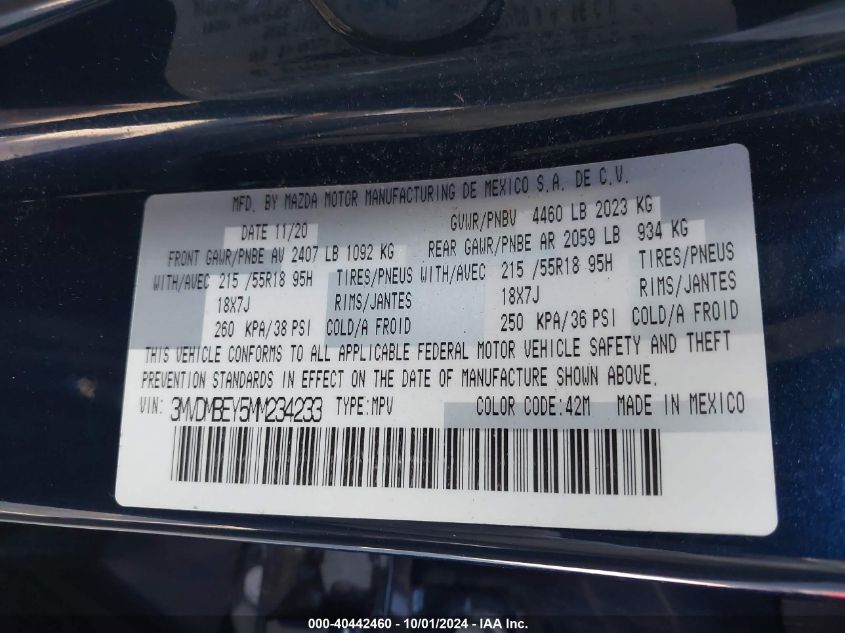 MFD. BY MAZDA MOTOR MANUFACTURING DE MEXICO S.A. DE C.V.
DATE 11/20 GVWR/PNBV 4460 LB 2023 KG
FRONT GAWR/PNBE AV 2407 LB 1092 KG REAR GAWR/PNBE AR 2059 LB 934 KG
WITH/AVEC 215 /55R18 95H TIRES/PNEUS WITH/AVEC 215 /55R18 95H TIRES/PNEUS
18X7J RIMS/JANTES 18X7J RIMS/JANTES
260 KPA/38 PSI COLD/A FROID 250 KPA/36 PSI COLD/A FROID
THIS VEHICLE CONFORMS TO ALL APPLICABLE FEDERAL MOTOR VEHICLE SAFETY AND THEFT
PREVENTION STANDARDS IN EFFECT ON THE DATE OF MANUFACTURE SHOWN ABOVE.
VIN: 3MVDMBEY5MM234233 TYPE:MPV COLOR CODE:42M MADE IN MEXICO
000-40442460 - 10/01/2024 - IAA Inc.